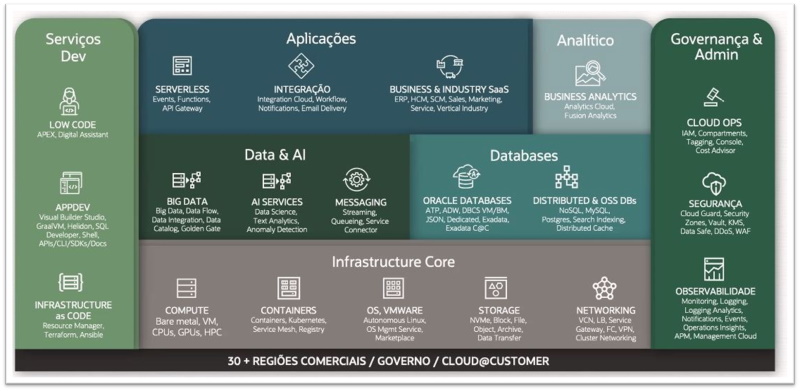 Serviços
Dev
LOW CODE
APEX, Digital Assistant
APPDEV
Visual Builder Studio,
GraalVM, Helidon, SQL
Developer, Shell,
APIs/CLI/SDKs/Docs
INFRASTRUCTURE
as CODE
Resource Manager,
Terraform, Ansible
Aplicações
SERVERLESS
Events, Functions,
API Gateway
INTEGRAÇÃO
Integration Cloud, Workflow,
Notifications, Email Delivery
BUSINESS & INDUSTRY SaaS
ERP, HCM, SCM, Sales, Marketing,
Service, Vertical Industry
Analítico
BUSINESS ANALYTICS
Analytics Cloud,
Fusion Analytics
Data & AI
BIG DATA
Big Data, Data Flow,
Data Integration, Data
Catalog, Golden Gate
AI SERVICES
Data Science,
Text Analytics,
Anomaly Detection
MESSAGING
Streaming,
Queueing, Service
Connector
Databases
ORACLE DATABASES
ATP, ADW, DBCS VM/BM,
JSON, Dedicated, Exadata,
Exadata C@C
DISTRIBUTED & OSS DBs
NoSQL, MySQL,
Postgres, Search Indexing,
Distributed Cache
Infrastructure Core
COMPUTE
Bare metal, VM,
CPUs, GPUs, HPC
CONTAINERS
Containers, Kubernetes,
Service Mesh, Registry
OS, VMWARE
Autonomous Linux,
OS Mgmt Service,
Marketplace
STORAGE
NVMe, Block, File,
Object, Archive,
Data Transfer
NETWORKING
VCN, LB, Service
Gateway, FC, VPN,
Cluster Networking
Governança &
Admin
CLOUD OPS
IAM, Compartments,
Tagging, Console,
Cost Advisor
SEGURANÇA
Cloud Guard, Security
Zones, Vault, KMS,
Data Safe, DDoS, WAF
OBSERVABILIDADE
Monitoring, Logging,
Logging Analytics,
Notifications, Events,
Operations Insights,
APM, Management Cloud
30 + REGIÕES COMERCIAIS / GOVERNO / CLOUD@CUSTOMER